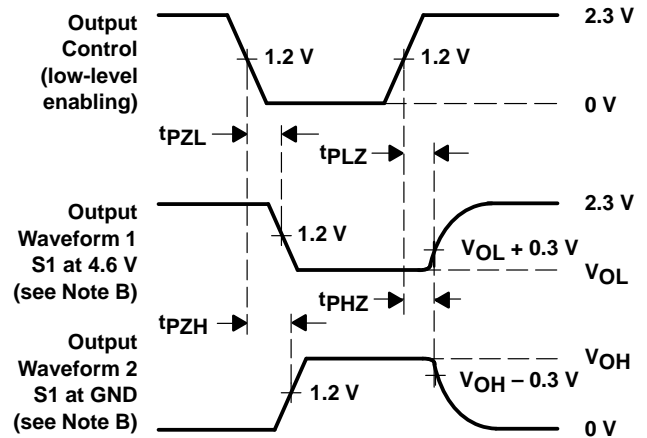 Output
Control
(low-level
enabling)
2.3 V
1.2 V
1.2 V
0 V
tPZL
tPLZ
Output
Waveform 1
S1 at 4.6 V
(see Note B)
2.3 V
1.2 V
VOL + 0.3 V
VOL
tPHZ
tPZH
Output
Waveform 2
S1 at GND
(see Note B)
VOH
VOH – 0.3 V
1.2 V
0 V